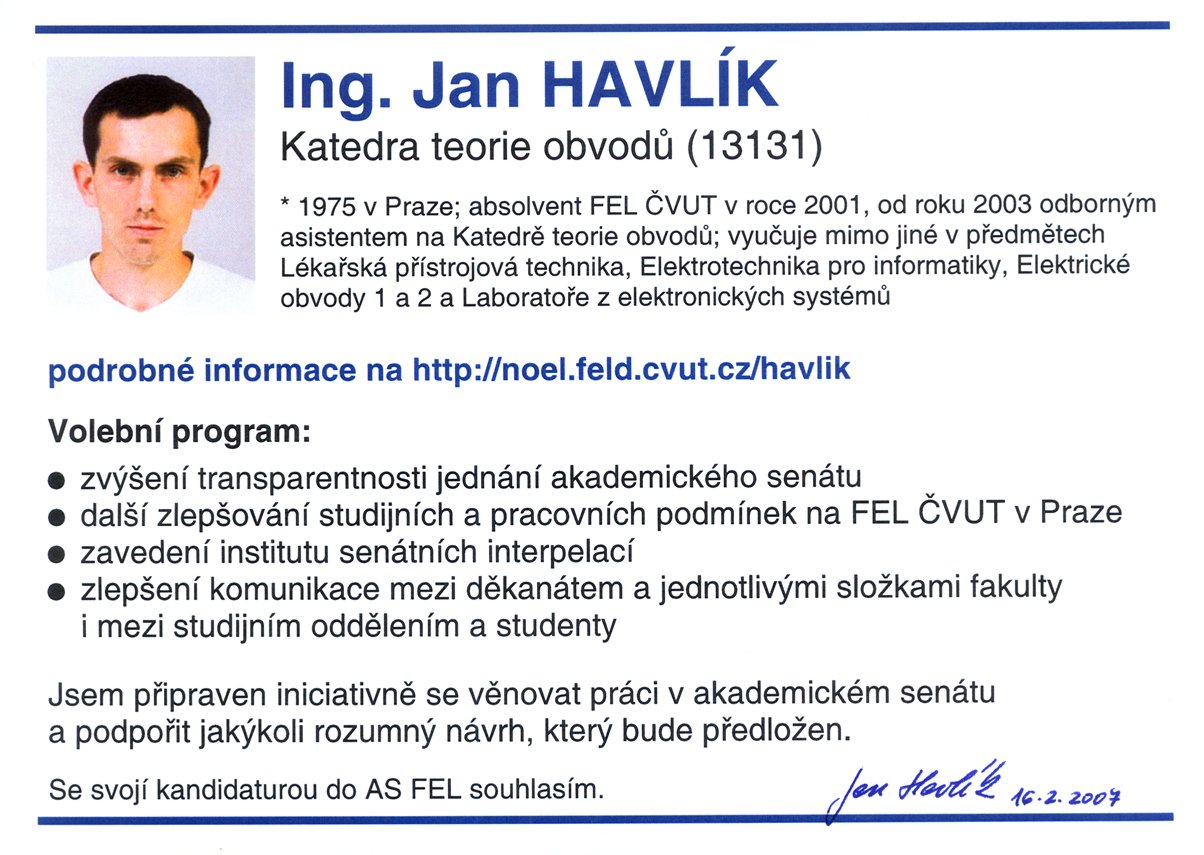 Ing. Jan HAVLÍK
Katedra teorie obvodů (13131)
* 1975 v Praze; absolvent FEL ČVUT v roce 2001, od roku 2003 odborným
asistentem na Katedrě teorie obvodů; vyučuje mimo jiné v předmětech
Lékařská přístrojová technika, Elektrotechnika pro informatiky, Elektrické
obvody 1 a 2 a Laboratoře z elektronických systémů
podrobné informace na http://noel.feld.cvut.cz/havlik
Volební program:
● zvýšení transparentnosti jednání akademického senátu
● další zlepšování studijních a pracovních podmínek na FEL ČVUT v Praze
● zavedení institutu senátních interpelací
● zlepšení komunikace mezi děkanátem a jednotlivými složkami fakulty
i mezi studijním oddělením a studenty
Jsem připraven iniciativně se věnovat práci v akademickém senátu
a podpořit jakýkoli rozumný návrh, který bude předložen.
Se svojí kandidaturou do AS FEL souhlasím.
Jan Havlík 16.2.2007